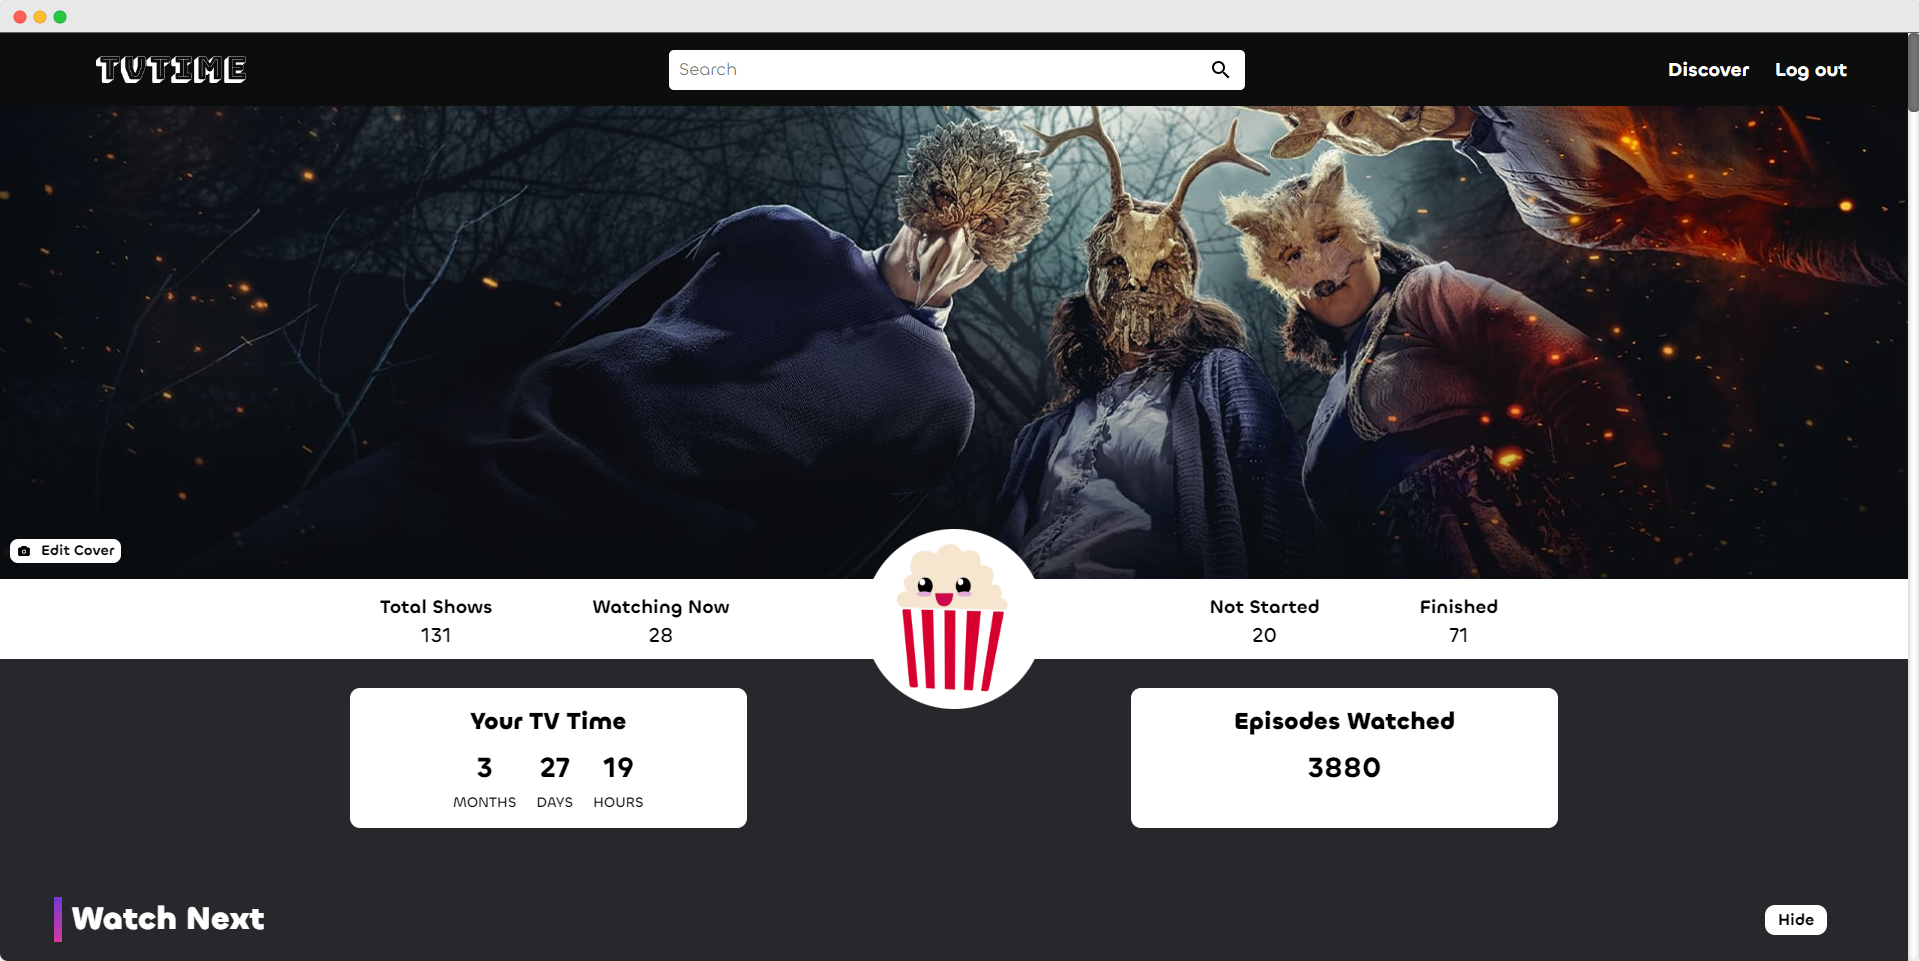 TVTIME
Search
Discover Log out
Edit Cover
Total Shows Watching Now Not Started Finished
131 28 20 71
Your TV Time Episodes Watched
3 27 19 3880
MONTHS DAYS HOURS
Watch Next Hide